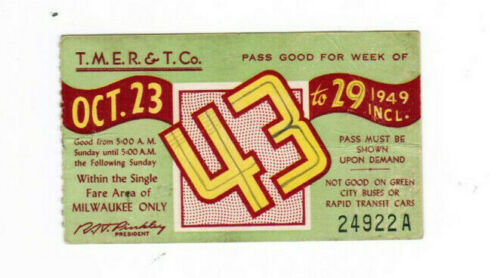 T.M.E.R. & T. Co.
PASS GOOD FOR WEEK OF
OCT. 23
43
to 29 1949
INCL.
Good from 5:00 A. M.
Sunday until 5:00 A. M.
the Following Sunday
Within the Single
Fare Area of
MILWAUKEE ONLY
PRESIDENT
PASS MUST BE
SHOWN
UPON DEMAND
NOT GOOD ON GREEN
CITY BUSES OR
RAPID TRANSIT CARS
24922A